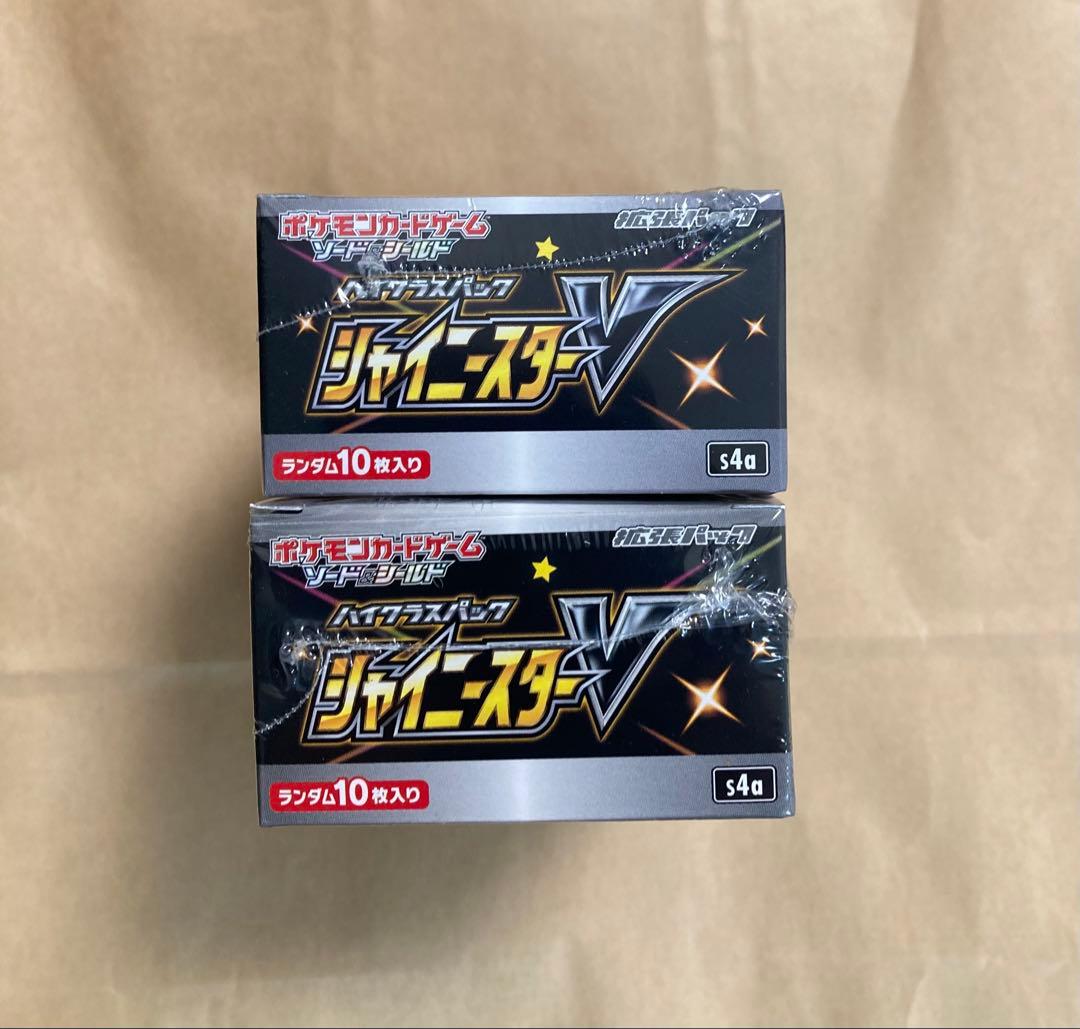 ポケモンカードゲーム
ソード&シールド
拡張パック
ハイクラスパック
シャイニースターV
ランダム10枚入り
s4a
ポケモンカードゲーム
ソード&シールド
拡張パック
ハイクラスパック
シャイニースターV
ランダム10枚入り
s4a